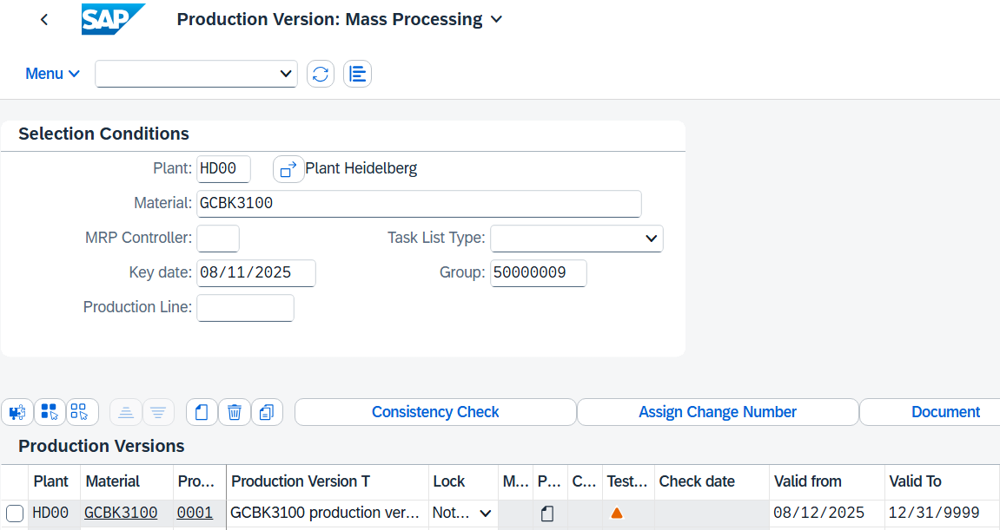 SAP Production Version: Mass Processing
Menu
Selection Conditions
Plant: HD00 Plant Heidelberg
Material: GCBK3100
MRP Controller: Task List Type:
Key date: 08/11/2025 Group: 50000009
Production Line:
Consistency Check Assign Change Number Document
Production Versions
Plant Material Pro... Production Version T Lock M... P... C... Test... Check date Valid from Valid To
HD00 GCBK3100 0001 GCBK3100 production ver... Not... 08/12/2025 12/31/9999